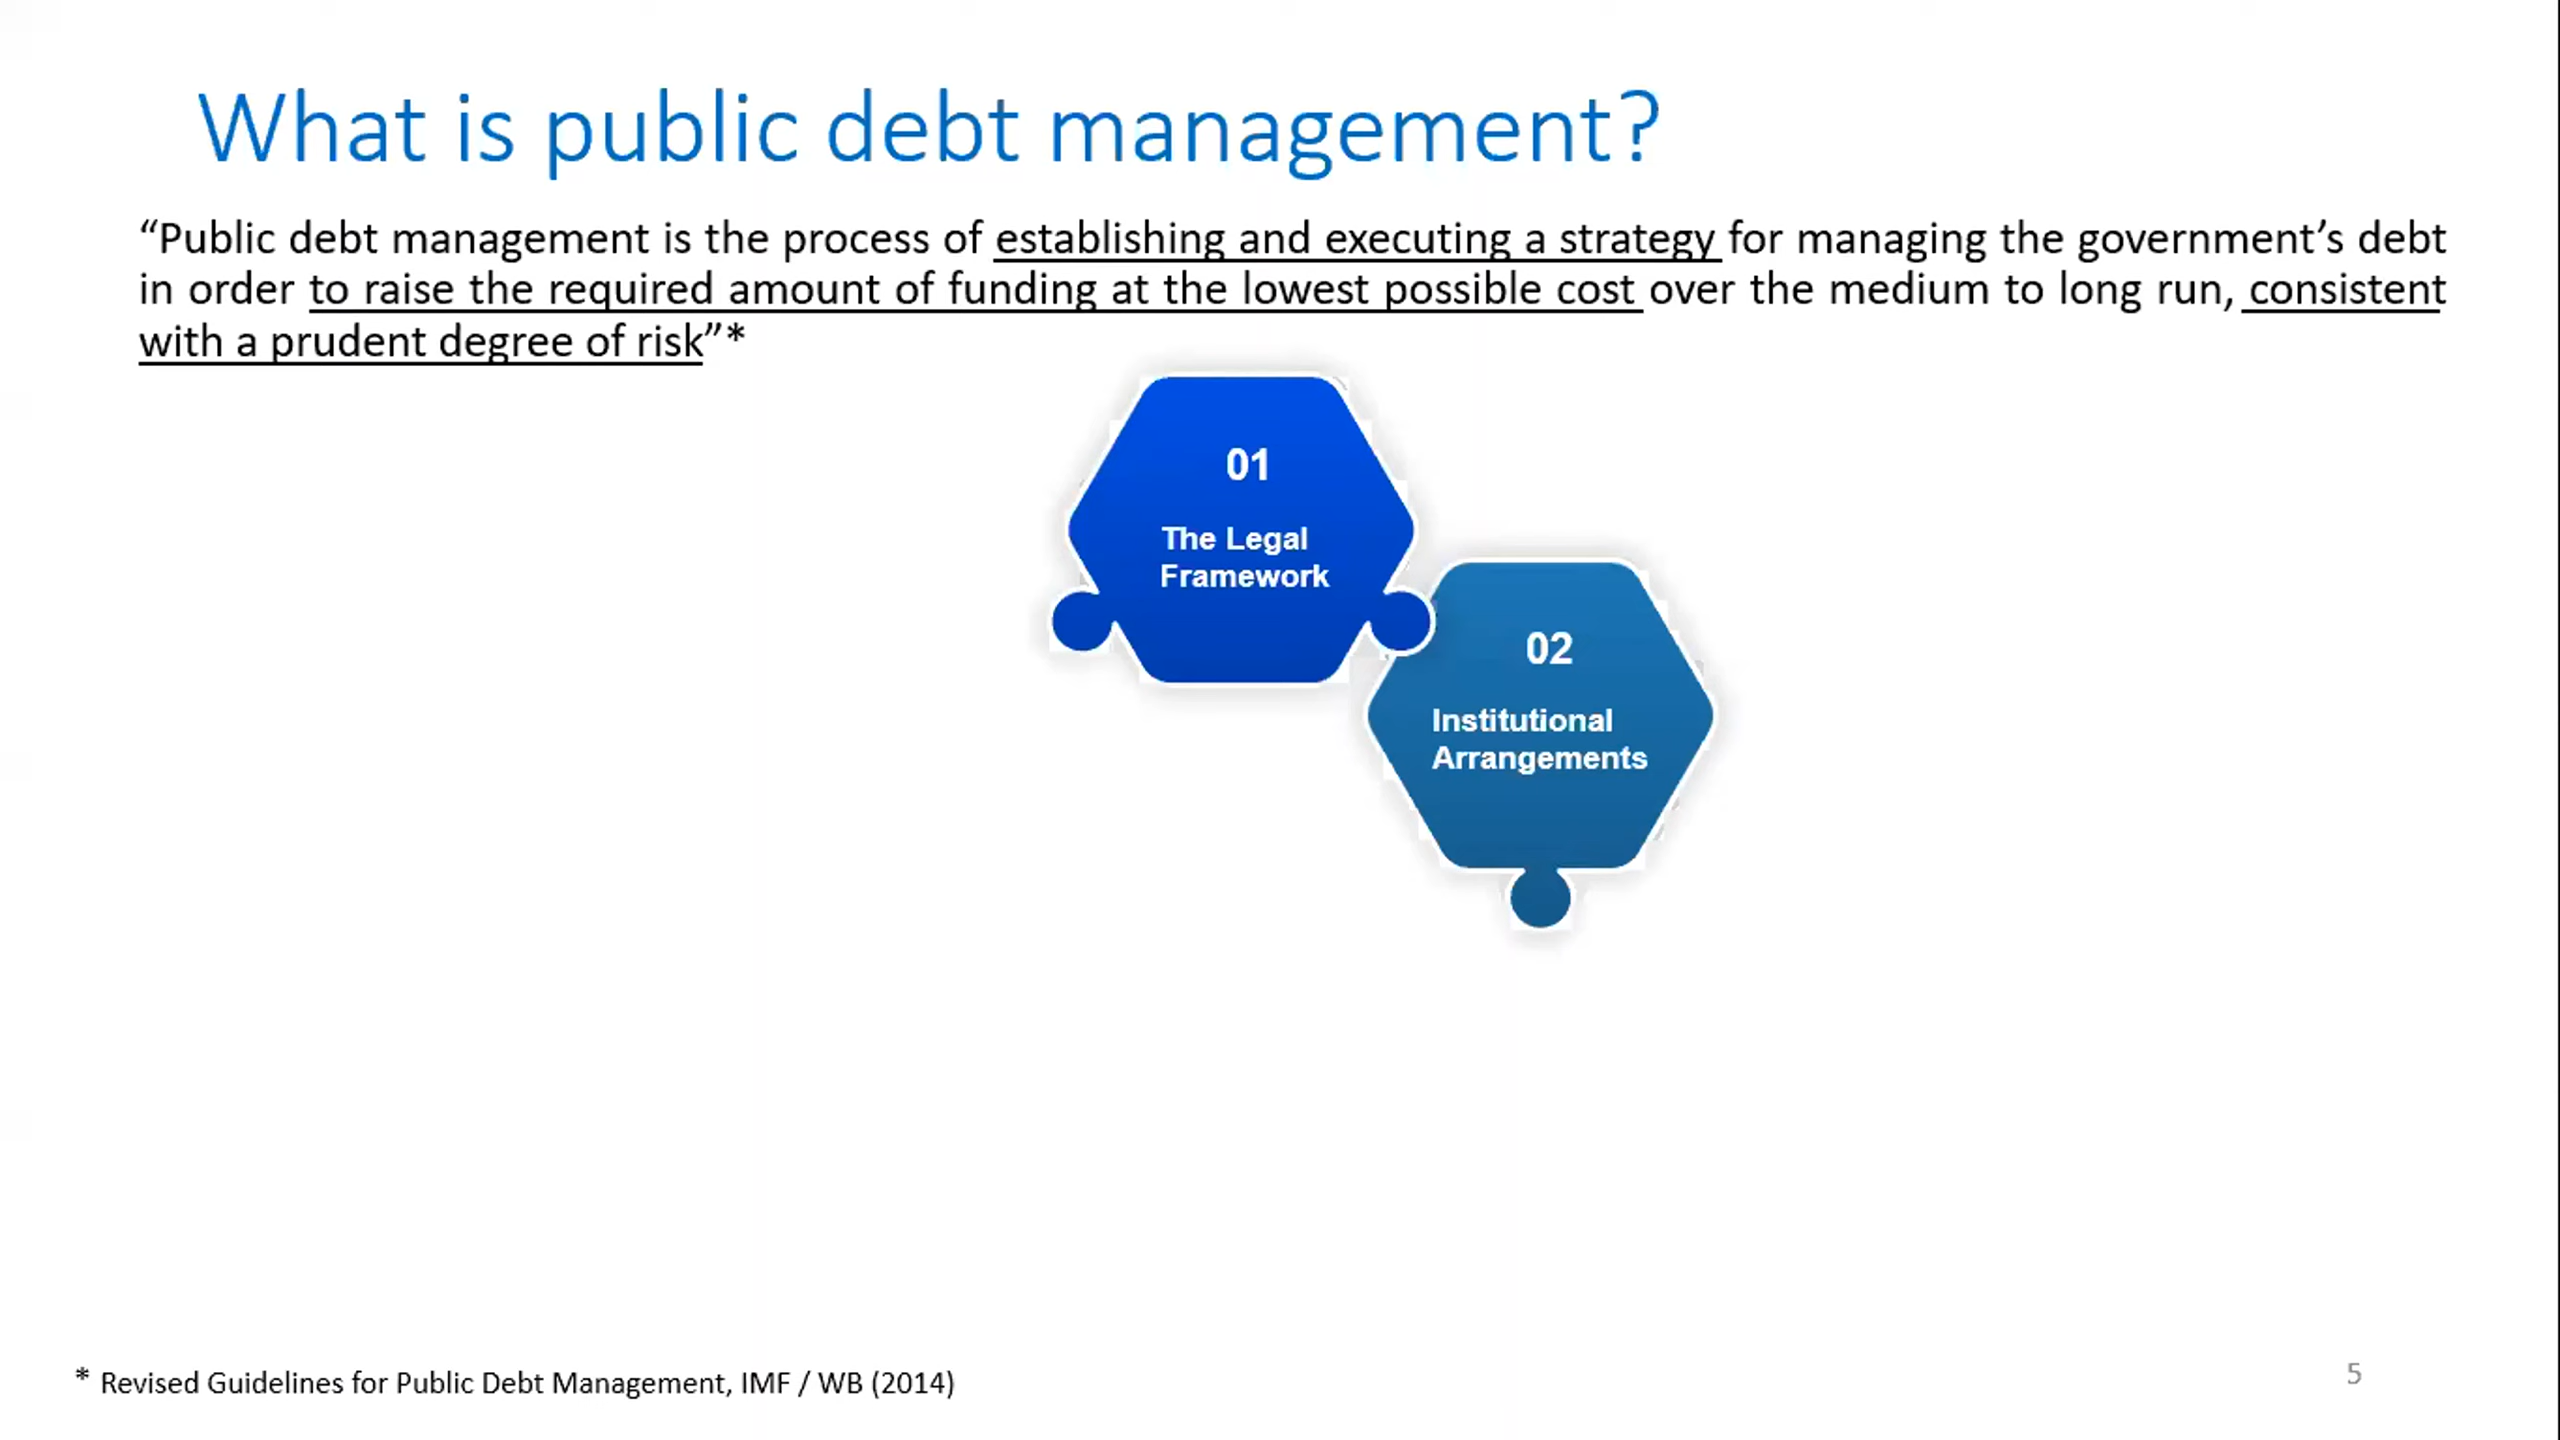 What is public debt management?
“Public debt management is the process of establishing and executing a strategy for managing the government’s debt
in order to raise the required amount of funding at the lowest possible cost over the medium to long run, consistent
with a prudent degree of risk”*
01
The Legal
Framework
02
Institutional
Arrangements
* Revised Guidelines for Public Debt Management, IMF / WB (2014)
5